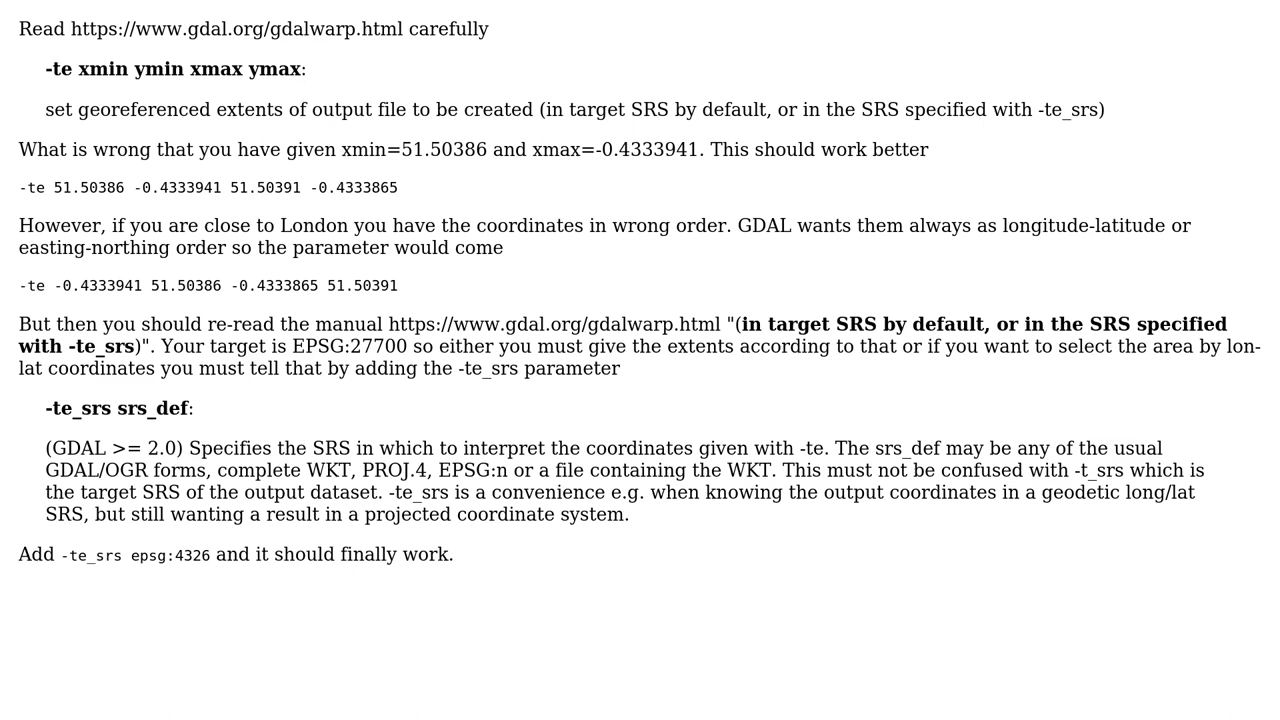 Read https://www.gdal.org/gdalwarp.html carefully
-te xmin ymin xmax ymax:
set georeferenced extents of output file to be created (in target SRS by default, or in the SRS specified with -te_srs)
What is wrong that you have given xmin=51.50386 and xmax=-0.4333941. This should work better
-te 51.50386 -0.4333941 51.50391 -0.4333865
However, if you are close to London you have the coordinates in wrong order. GDAL wants them always as longitude-latitude or
easting-northing order so the parameter would come
-te -0.4333941 51.50386 -0.4333865 51.50391
But then you should re-read the manual https://www.gdal.org/gdalwarp.html "(in target SRS by default, or in the SRS specified
with -te_srs)". Your target is EPSG:27700 so either you must give the extents according to that or if you want to select the area by lon-
lat coordinates you must tell that by adding the -te_srs parameter
-te_srs srs_def:
(GDAL >= 2.0) Specifies the SRS in which to interpret the coordinates given with -te. The srs_def may be any of the usual
GDAL/OGR forms, complete WKT, PROJ.4, EPSG:n or a file containing the WKT. This must not be confused with -t_srs which is
the target SRS of the output dataset. -te_srs is a convenience e.g. when knowing the output coordinates in a geodetic long/lat
SRS, but still wanting a result in a projected coordinate system.
Add -te_srs epsg:4326 and it should finally work.